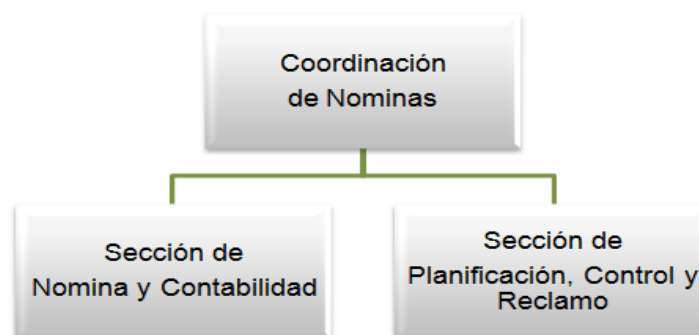 Coordinación
de Nominas
Sección de
Nomina y Contabilidad
Sección de
Planificación, Control y
Reclamo